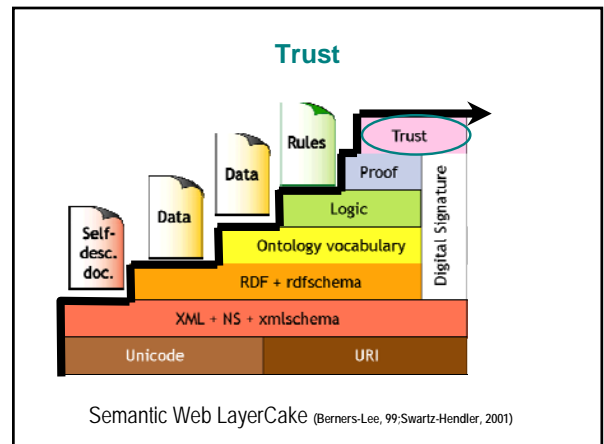 Trust
Rules
Trust
Data
Proof
Data
Logic
Self-
desc.
doc.
Ontology vocabulary
Digital Signature
RDF + rdfschema
XML + NS + xmlschema
Unicode
URI
Semantic Web LayerCake (Berners-Lee, 99;Swartz-Hendler, 2001)